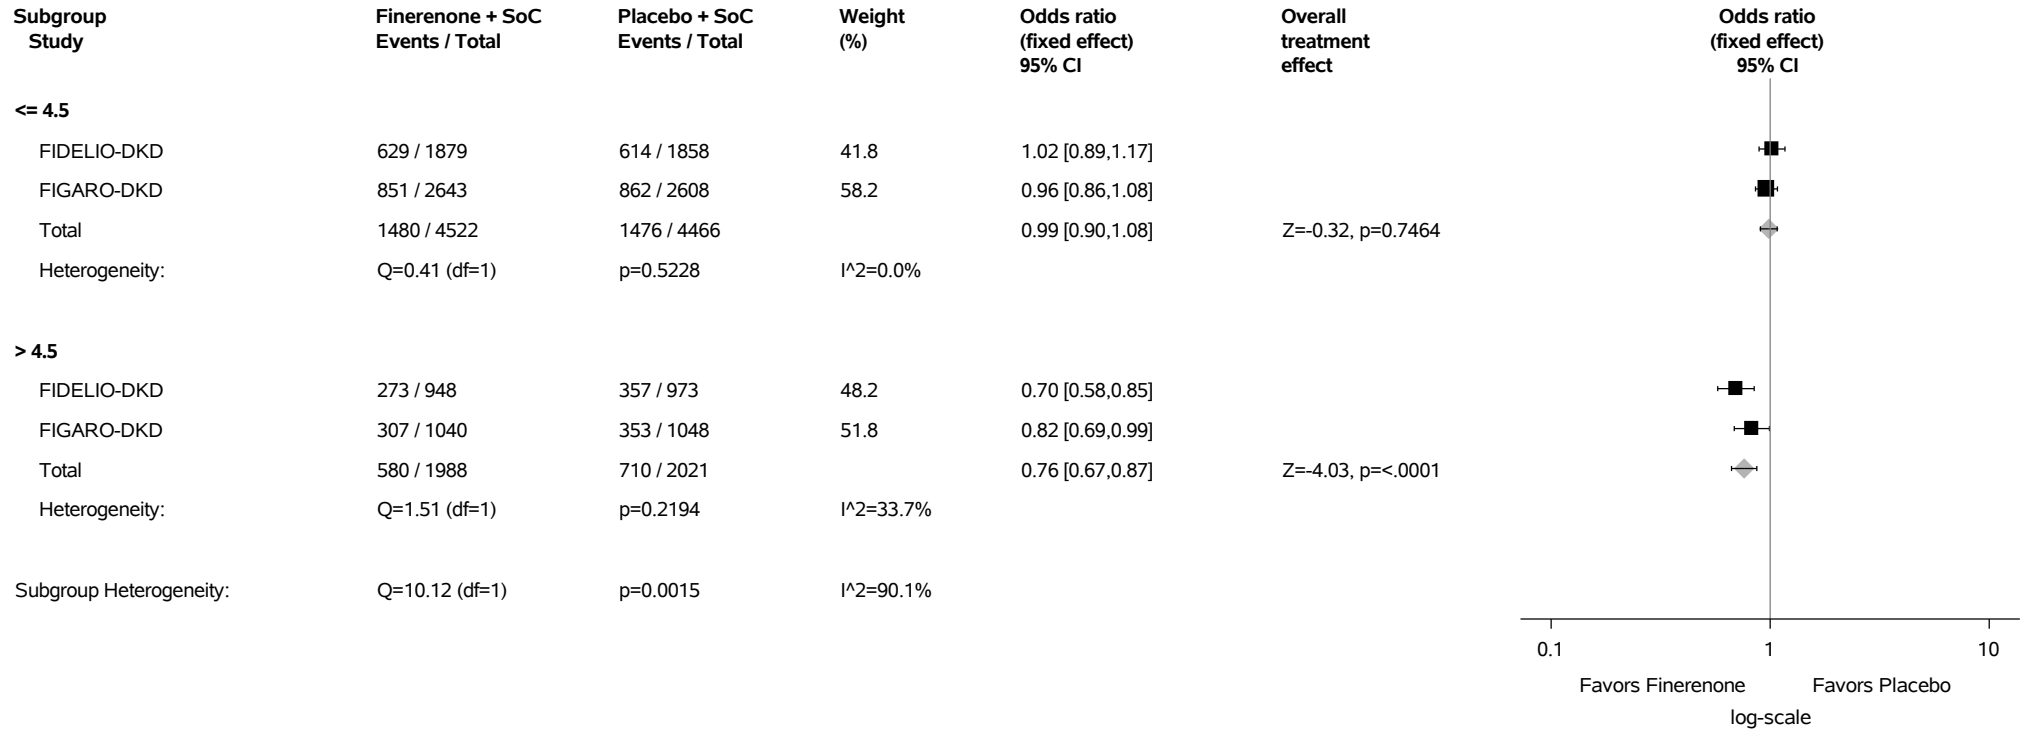 Subgroup Finerenone + SoC Placebo + SoC Weight Odds ratio Overall Odds ratio
Study Events / Total Events / Total (%) (fixed effect) treatment (fixed effect)
95% CI effect 95% CI
<= 4.5
FIDELIO-DKD 629 / 1879 614 / 1858 41.8 1.02 [0.89,1.17]
FIGARO-DKD 851 / 2643 862 / 2608 58.2 0.96 [0.86,1.08]
Total 1480 / 4522 1476 / 4466 0.99 [0.90,1.08] Z=-0.32, p=0.7464
Heterogeneity: Q=0.41 (df=1) p=0.5228 I^2=0.0%
> 4.5
FIDELIO-DKD 273 / 948 357 / 973 48.2 0.70 [0.58,0.85]
FIGARO-DKD 307 / 1040 353 / 1048 51.8 0.82 [0.69,0.99]
Total 580 / 1988 710 / 2021 0.76 [0.67,0.87] Z=-4.03, p=<.0001
Heterogeneity: Q=1.51 (df=1) p=0.2194 I^2=33.7%
Subgroup Heterogeneity: Q=10.12 (df=1) p=0.0015 I^2=90.1%
0.1 1 10
Favors Finerenone Favors Placebo
log-scale